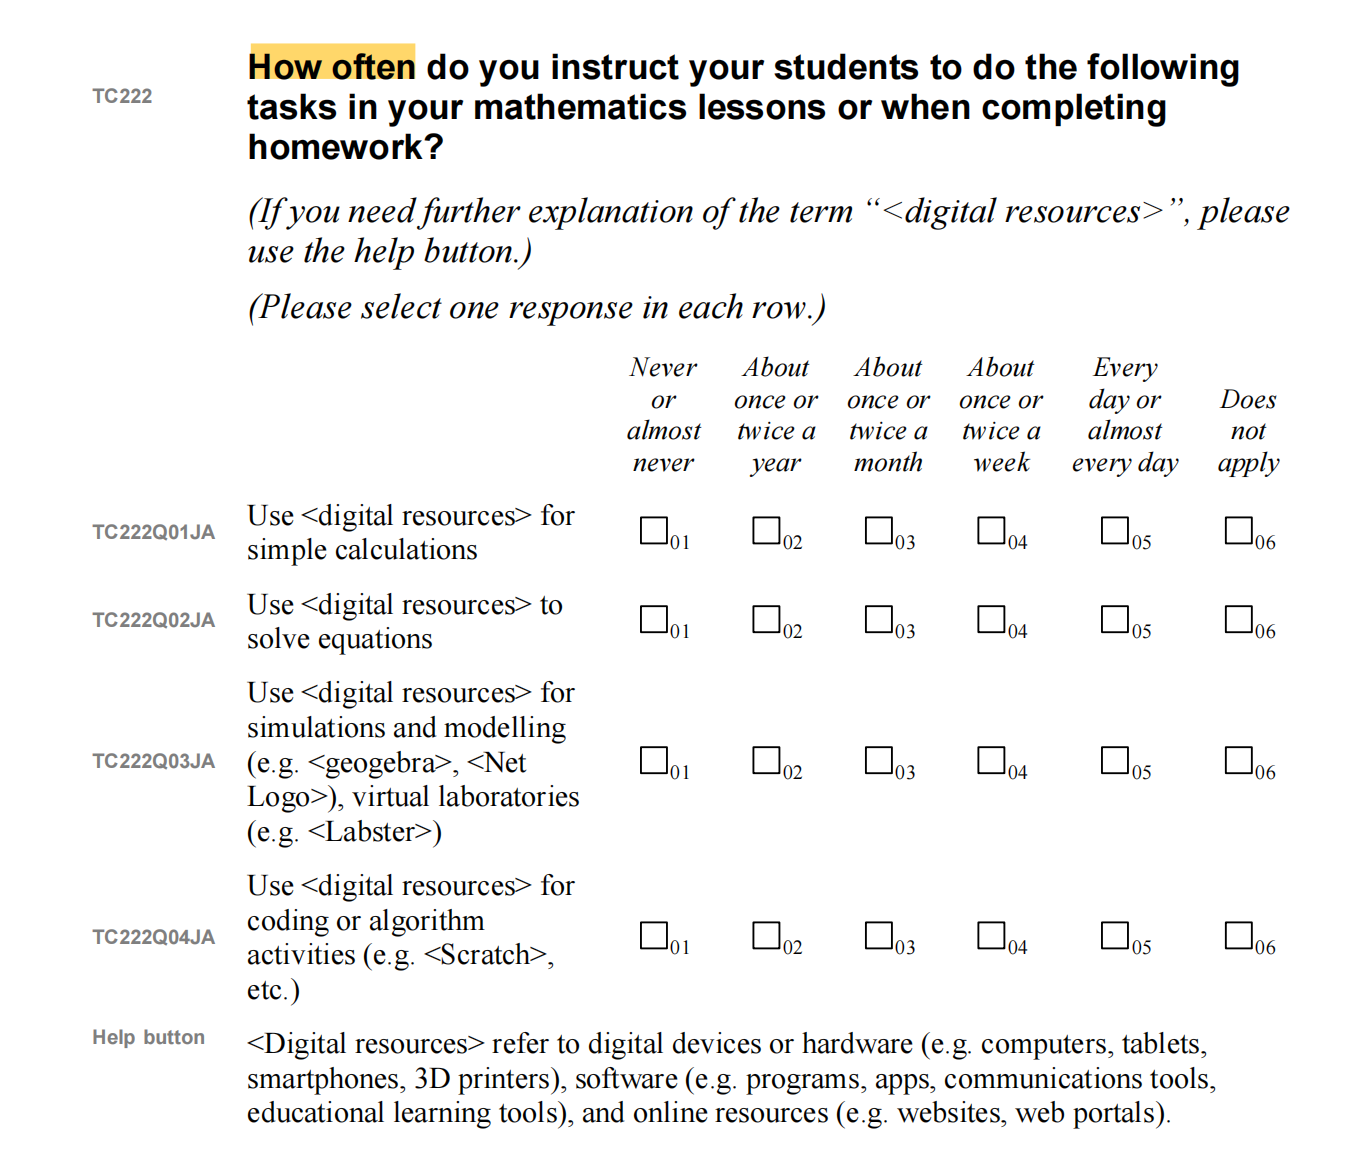 TC222
How often do you instruct your students to do the following
tasks in your mathematics lessons or when completing
homework?
(If you need further explanation of the term “<digital resources>”, please
use the help button.)
(Please select one response in each row.)
Never or almost never
About once or twice a year
About once or twice a month
About once or twice a week
Every day or almost every day
Does not apply
TC222Q01JA
Use <digital resources> for
simple calculations
01 02 03 04 05 06
TC222Q02JA
Use <digital resources> to
solve equations
01 02 03 04 05 06
TC222Q03JA
Use <digital resources> for
simulations and modelling
(e.g. <geogebra>, <Net
Logo>), virtual laboratories
(e.g. <Labster>)
01 02 03 04 05 06
TC222Q04JA
Use <digital resources> for
coding or algorithm
activities (e.g. <Scratch>,
etc.)
01 02 03 04 05 06
Help button
<Digital resources> refer to digital devices or hardware (e.g. computers, tablets,
smartphones, 3D printers), software (e.g. programs, apps, communications tools,
educational learning tools), and online resources (e.g. websites, web portals).